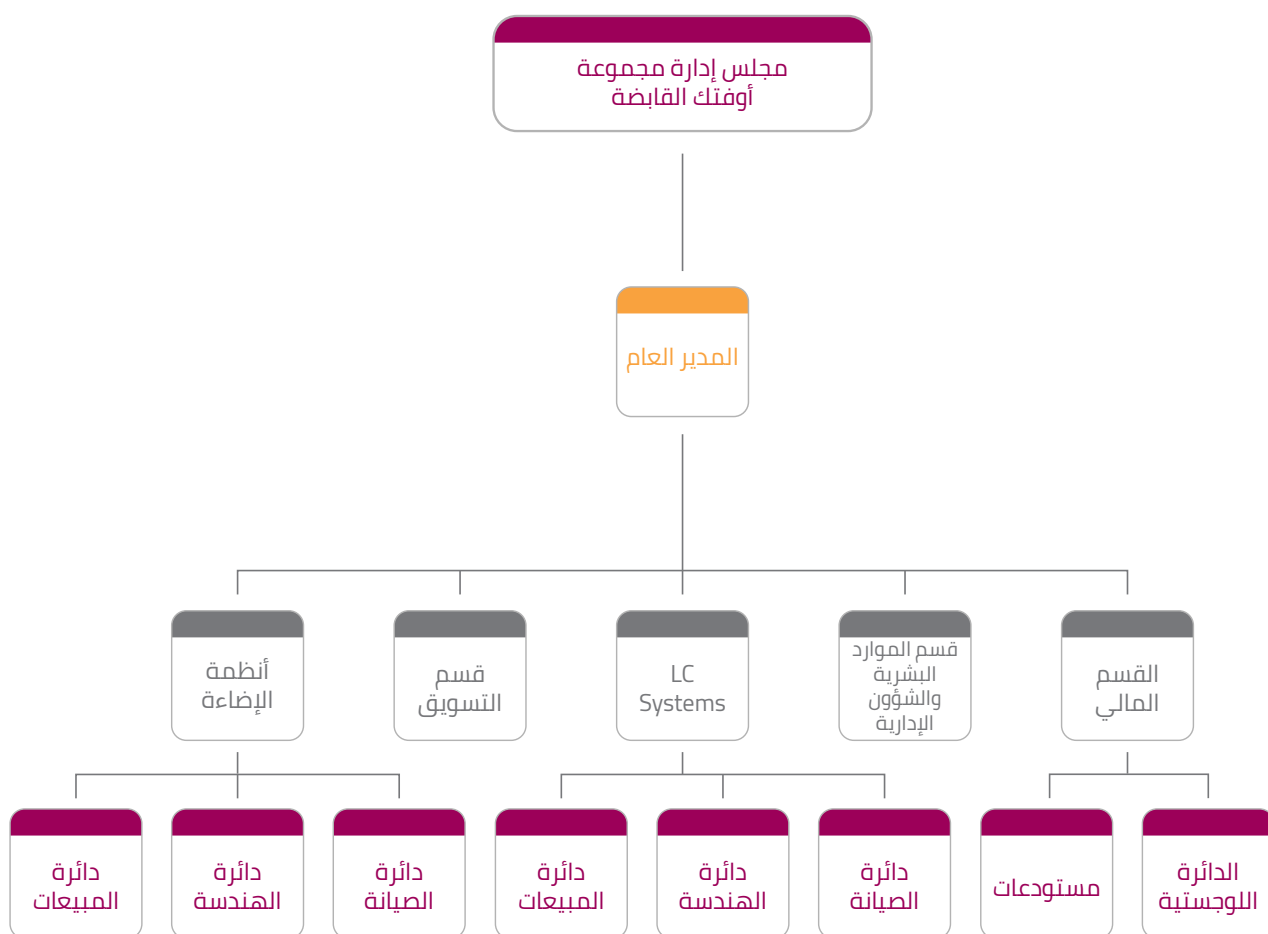 مجلس إدارة مجموعة
أوفتك القابضة
المدير العام
القسم
المالي
قسم الموارد
البشرية
والشؤون
الإدارية
LC
Systems
قسم
التسويق
أنظمة
الإضاءة
الدائرة
اللوجستية
مستودعات
دائرة
الصيانة
دائرة
الهندسة
دائرة
المبيعات
دائرة
الصيانة
دائرة
الهندسة
دائرة
المبيعات